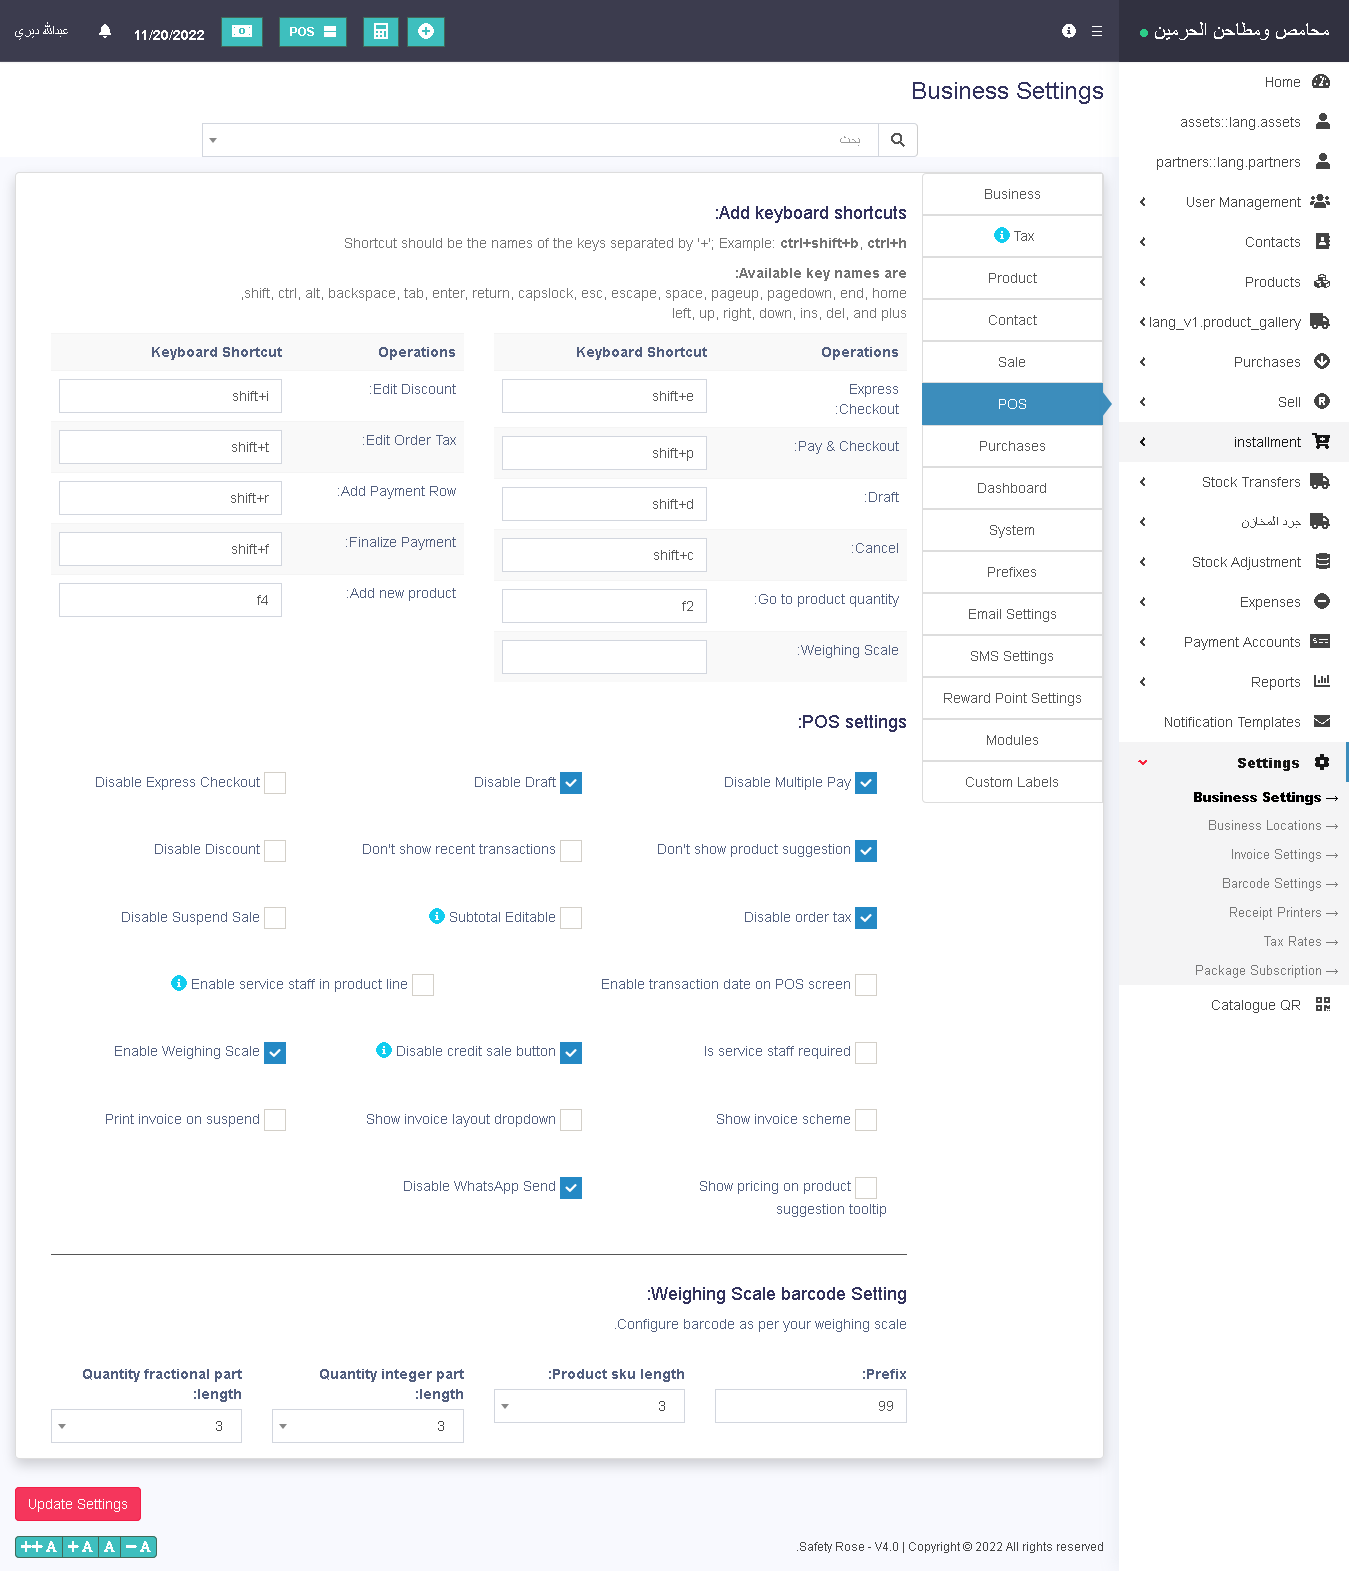 محامص ومطاحن الحرمين
11/20/2022
POS
عبدالله ديري
Home
assets::lang.assets
partners::lang.partners
User Management
Contacts
Products
lang_v1.product_gallery
Purchases
Sell
installment
Stock Transfers
جرد المخازن
Stock Adjustment
Expenses
Payment Accounts
Reports
Notification Templates
Settings
Business Settings →
Business Locations →
Invoice Settings →
Barcode Settings →
Receipt Printers →
Tax Rates →
Package Subscription →
Catalogue QR
Business Settings
بحث
Business
Tax
Product
Contact
Sale
POS
Purchases
Dashboard
System
Prefixes
Email Settings
SMS Settings
Reward Point Settings
Modules
Custom Labels
:Add keyboard shortcuts
Shortcut should be the names of the keys separated by '+'; Example: ctrl+shift+b, ctrl+h
:Available key names are
,shift, ctrl, alt, backspace, tab, enter, return, capslock, esc, escape, space, pageup, pagedown, end, home
left, up, right, down, ins, del, and plus
Operations Keyboard Shortcut
Express
:Checkout
shift+e
:Pay & Checkout shift+p
:Draft shift+d
:Cancel shift+c
:Go to product quantity f2
:Weighing Scale
Operations Keyboard Shortcut
:Edit Discount shift+i
:Edit Order Tax shift+t
:Add Payment Row shift+r
:Finalize Payment shift+f
:Add new product f4
:POS settings
Disable Multiple Pay
Disable Draft
Disable Express Checkout
Don't show product suggestion
Don't show recent transactions
Disable Discount
Disable order tax
Subtotal Editable
Disable Suspend Sale
Enable transaction date on POS screen
Enable service staff in product line
Is service staff required
Disable credit sale button
Enable Weighing Scale
Show invoice scheme
Show invoice layout dropdown
Print invoice on suspend
Show pricing on product
suggestion tooltip
Disable WhatsApp Send
:Weighing Scale barcode Setting
.Configure barcode as per your weighing scale
:Prefix
99
:Product sku length
3
Quantity integer part
:length
3
Quantity fractional part
:length
3
Update Settings
++A +A A −A
.Safety Rose - V4.0 | Copyright © 2022 All rights reserved